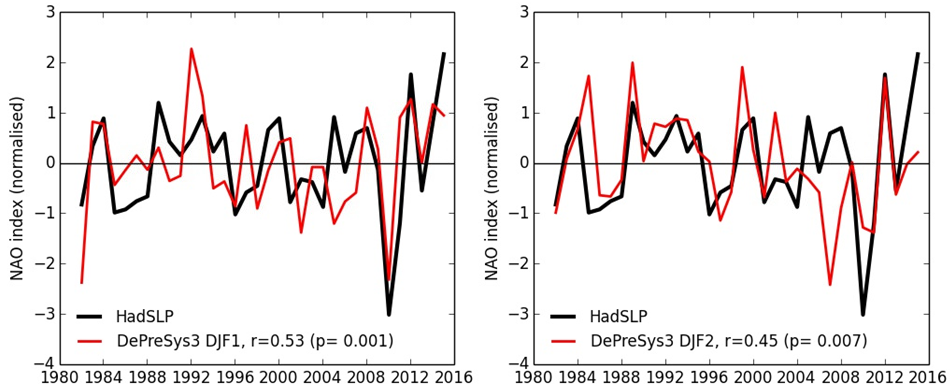 3
2
1
0
−1
−2
−3
−4
NAO index (normalised)
HadSLP
DePreSys3 DJF1, r=0.53 (p= 0.001)
1980 1984 1988 1992 1996 2000 2004 2008 2012 2016
3
2
1
0
−1
−2
−3
−4
NAO index (normalised)
HadSLP
DePreSys3 DJF2, r=0.45 (p= 0.007)
1980 1984 1988 1992 1996 2000 2004 2008 2012 2016